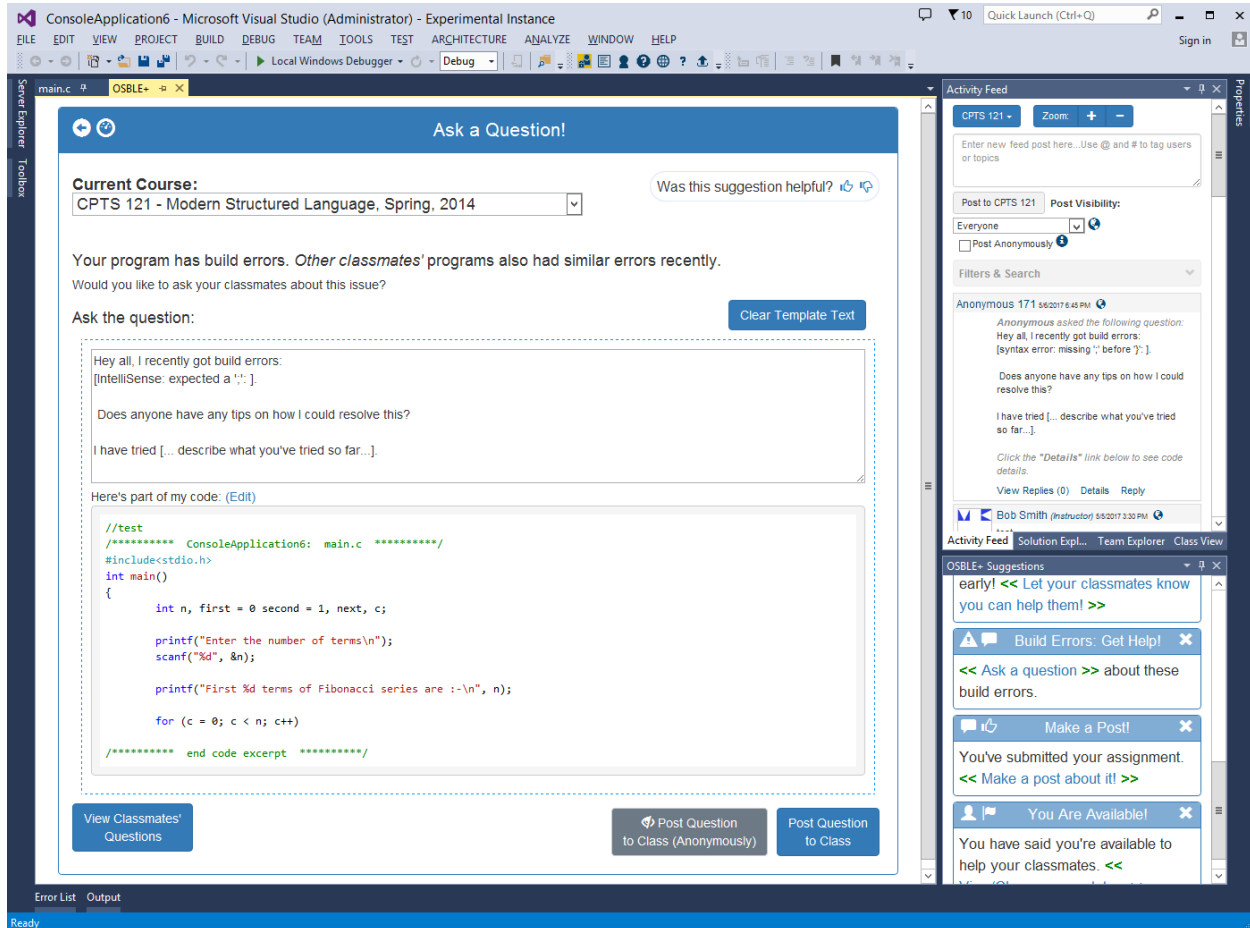 ConsoleApplication6 - Microsoft Visual Studio (Administrator) - Experimental Instance
10
Quick Launch (Ctrl+Q)
FILE EDIT VIEW PROJECT BUILD DEBUG TEAM TOOLS TEST ARCHITECTURE ANALYZE WINDOW HELP
Sign in
Local Windows Debugger
Debug
Server Explorer
Toolbox
main.c
OSBLE+
Ask a Question!
Current Course:
CPTS 121 - Modern Structured Language, Spring, 2014
Was this suggestion helpful?
Your program has build errors. Other classmates' programs also had similar errors recently.
Would you like to ask your classmates about this issue?
Ask the question:
Clear Template Text
Hey all, I recently got build errors:
[IntelliSense: expected a ';': ].
Does anyone have any tips on how I could resolve this?
I have tried [... describe what you've tried so far...].
Here's part of my code: (Edit)
//test
/********** ConsoleApplication6: main.c **********/
#include<stdio.h>
int main()
{
int n, first = 0 second = 1, next, c;
printf("Enter the number of terms\n");
scanf("%d", &n);
printf("First %d terms of Fibonacci series are :-\n", n);
for (c = 0; c < n; c++)
/********** end code excerpt **********/
View Classmates'
Questions
Post Question
to Class (Anonymously)
Post Question
to Class
Activity Feed
CPTS 121
Zoom: + −
Enter new feed post here...Use @ and # to tag users
or topics
Post to CPTS 121
Post Visibility:
Everyone
Post Anonymously
Filters & Search
Anonymous 171 5/6/2017 6:45 PM
Anonymous asked the following question:
Hey all, I recently got build errors:
[syntax error: missing ';' before '}': ].
Does anyone have any tips on how I could
resolve this?
I have tried [... describe what you've tried
so far...].
Click the "Details" link below to see code
details.
View Replies (0) Details Reply
Bob Smith (Instructor) 5/5/2017 3:30 PM
Activity Feed Solution Expl... Team Explorer Class View
Properties
OSBLE+ Suggestions
early! << Let your classmates know
you can help them! >>
Build Errors: Get Help!
<< Ask a question >> about these
build errors.
Make a Post!
You've submitted your assignment.
<< Make a post about it! >>
You Are Available!
You have said you're available to
help your classmates. <<
Error List Output
Ready